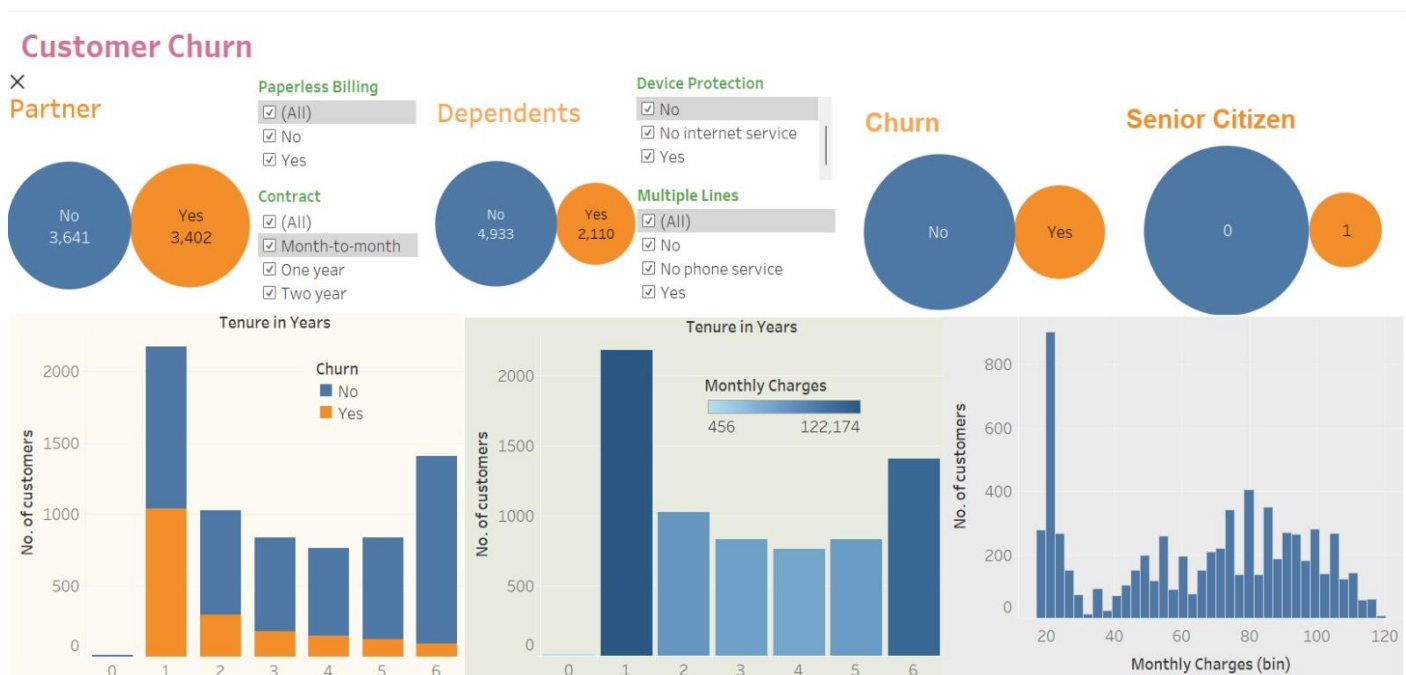 Customer Churn
Partner
No
3,641
Yes
3,402
Paperless Billing
(All)
No
Yes
Contract
(All)
Month-to-month
One year
Two year
Dependents
No
4,933
Yes
2,110
Device Protection
No
No internet service
Yes
Multiple Lines
(All)
No
No phone service
Yes
Churn
No
Yes
Senior Citizen
0
1
Tenure in Years
Churn
No
Yes
No. of customers
2000
1500
1000
500
0
0 1 2 3 4 5 6
Tenure in Years
Monthly Charges
456 122,174
No. of customers
2000
1500
1000
500
0
0 1 2 3 4 5 6
No. of customers
800
600
400
200
0
20 40 60 80 100 120
Monthly Charges (bin)